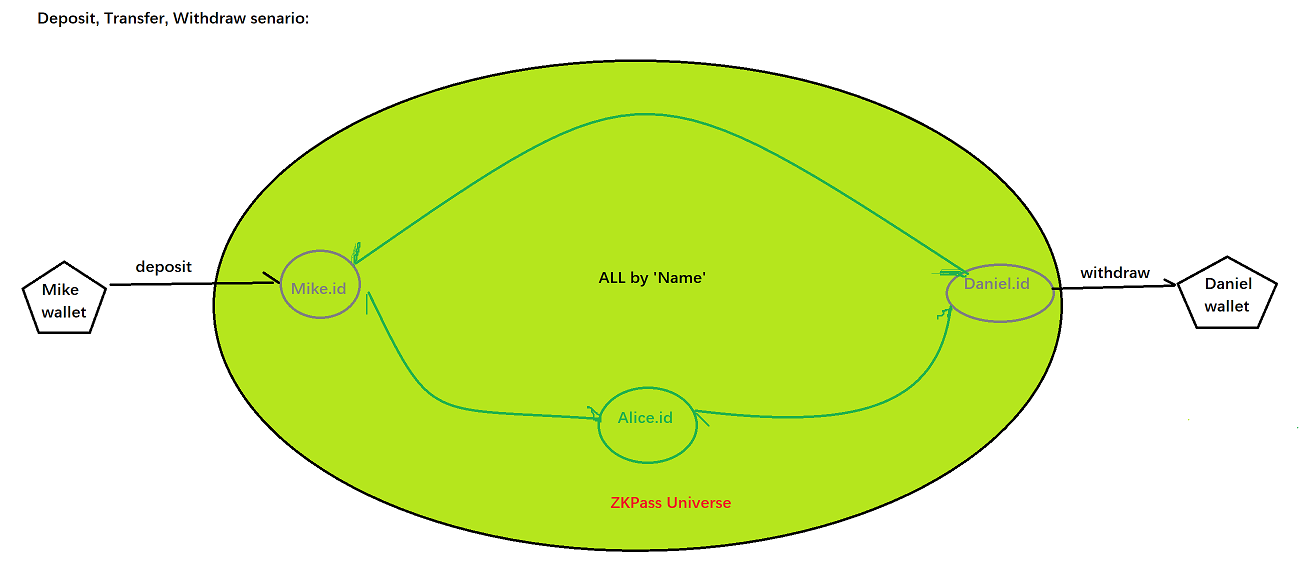 Deposit, Transfer, Withdraw senario:
Mike
wallet
deposit
Mike.id
ALL by 'Name'
Daniel.id
withdraw
Daniel
wallet
Alice.id
ZKPass Universe